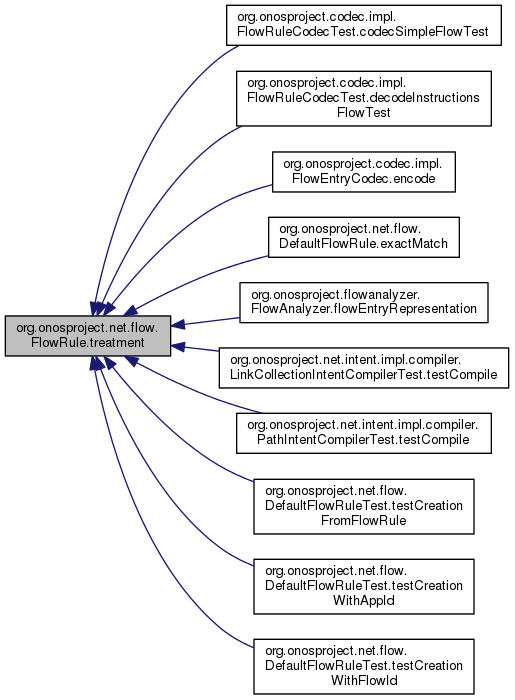 org.onosproject.codec.impl.
FlowRuleCodecTest.codecSimpleFlowTest
org.onosproject.codec.impl.
FlowRuleCodecTest.decodeInstructions
FlowTest
org.onosproject.codec.impl.
FlowEntryCodec.encode
org.onosproject.net.flow.
DefaultFlowRule.exactMatch
org.onosproject.flowanalyzer.
FlowAnalyzer.flowEntryRepresentation
org.onosproject.net.flow.
FlowRule.treatment
org.onosproject.net.intent.impl.compiler.
LinkCollectionIntentCompilerTest.testCompile
org.onosproject.net.intent.impl.compiler.
PathIntentCompilerTest.testCompile
org.onosproject.net.flow.
DefaultFlowRuleTest.testCreation
FromFlowRule
org.onosproject.net.flow.
DefaultFlowRuleTest.testCreation
WithAppId
org.onosproject.net.flow.
DefaultFlowRuleTest.testCreation
WithFlowId